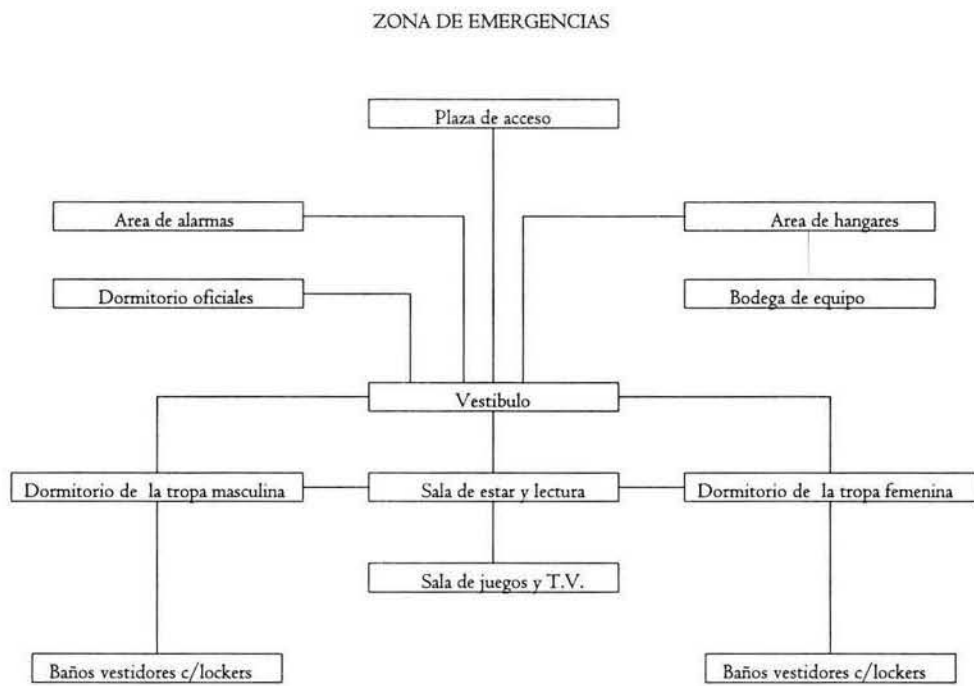 ZONA DE EMERGENCIAS
Plaza de acceso
Area de alarmas
Area de hangares
Dormitorio oficiales
Bodega de equipo
Vestibulo
Dormitorio de la tropa masculina
Sala de estar y lectura
Dormitorio de la tropa femenina
Sala de juegos y T.V.
Baños vestidores c/lockers
Baños vestidores c/lockers